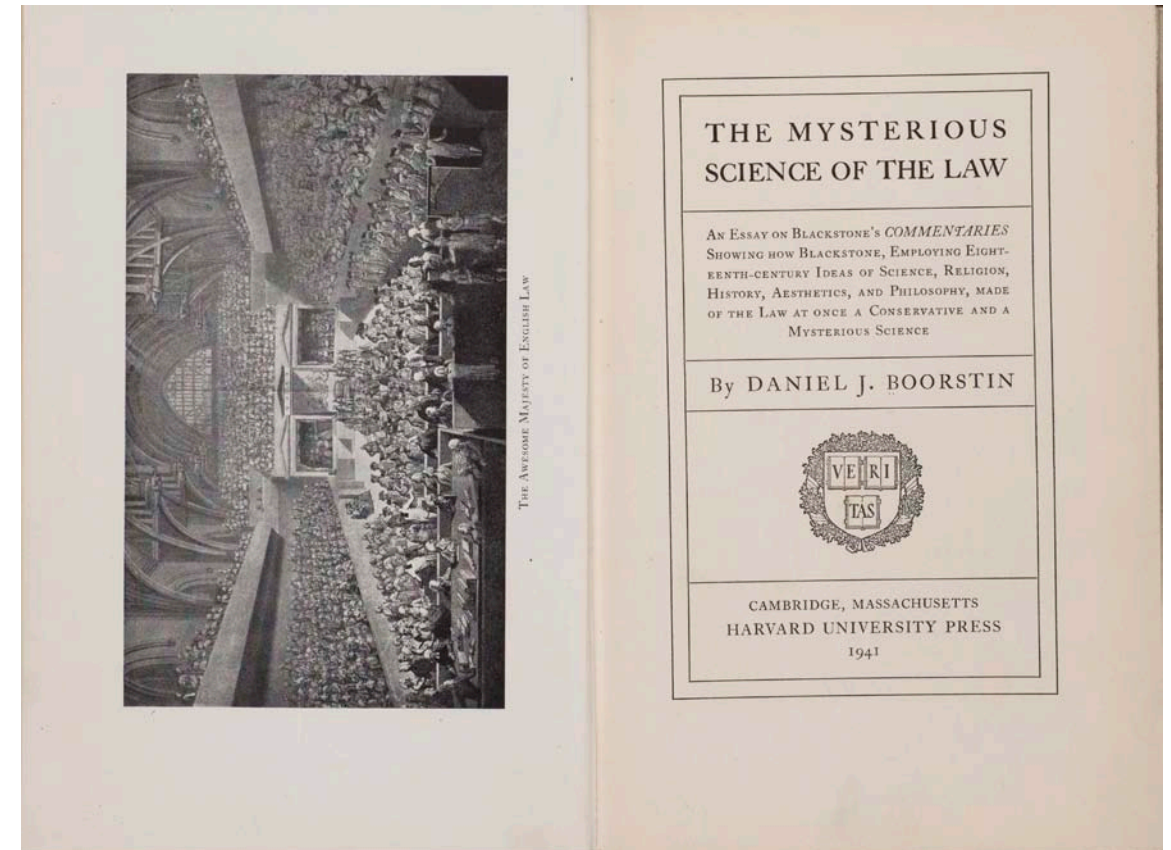 THE AWESOME MAJESTY OF ENGLISH LAW
THE MYSTERIOUS
SCIENCE OF THE LAW
AN ESSAY ON BLACKSTONE'S COMMENTARIES
SHOWING HOW BLACKSTONE, EMPLOYING EIGHT-
EENTH-CENTURY IDEAS OF SCIENCE, RELIGION,
HISTORY, AESTHETICS, AND PHILOSOPHY, MADE
OF THE LAW AT ONCE A CONSERVATIVE AND A
MYSTERIOUS SCIENCE
By DANIEL J. BOORSTIN
VE RI
TAS
CAMBRIDGE, MASSACHUSETTS
HARVARD UNIVERSITY PRESS
1941